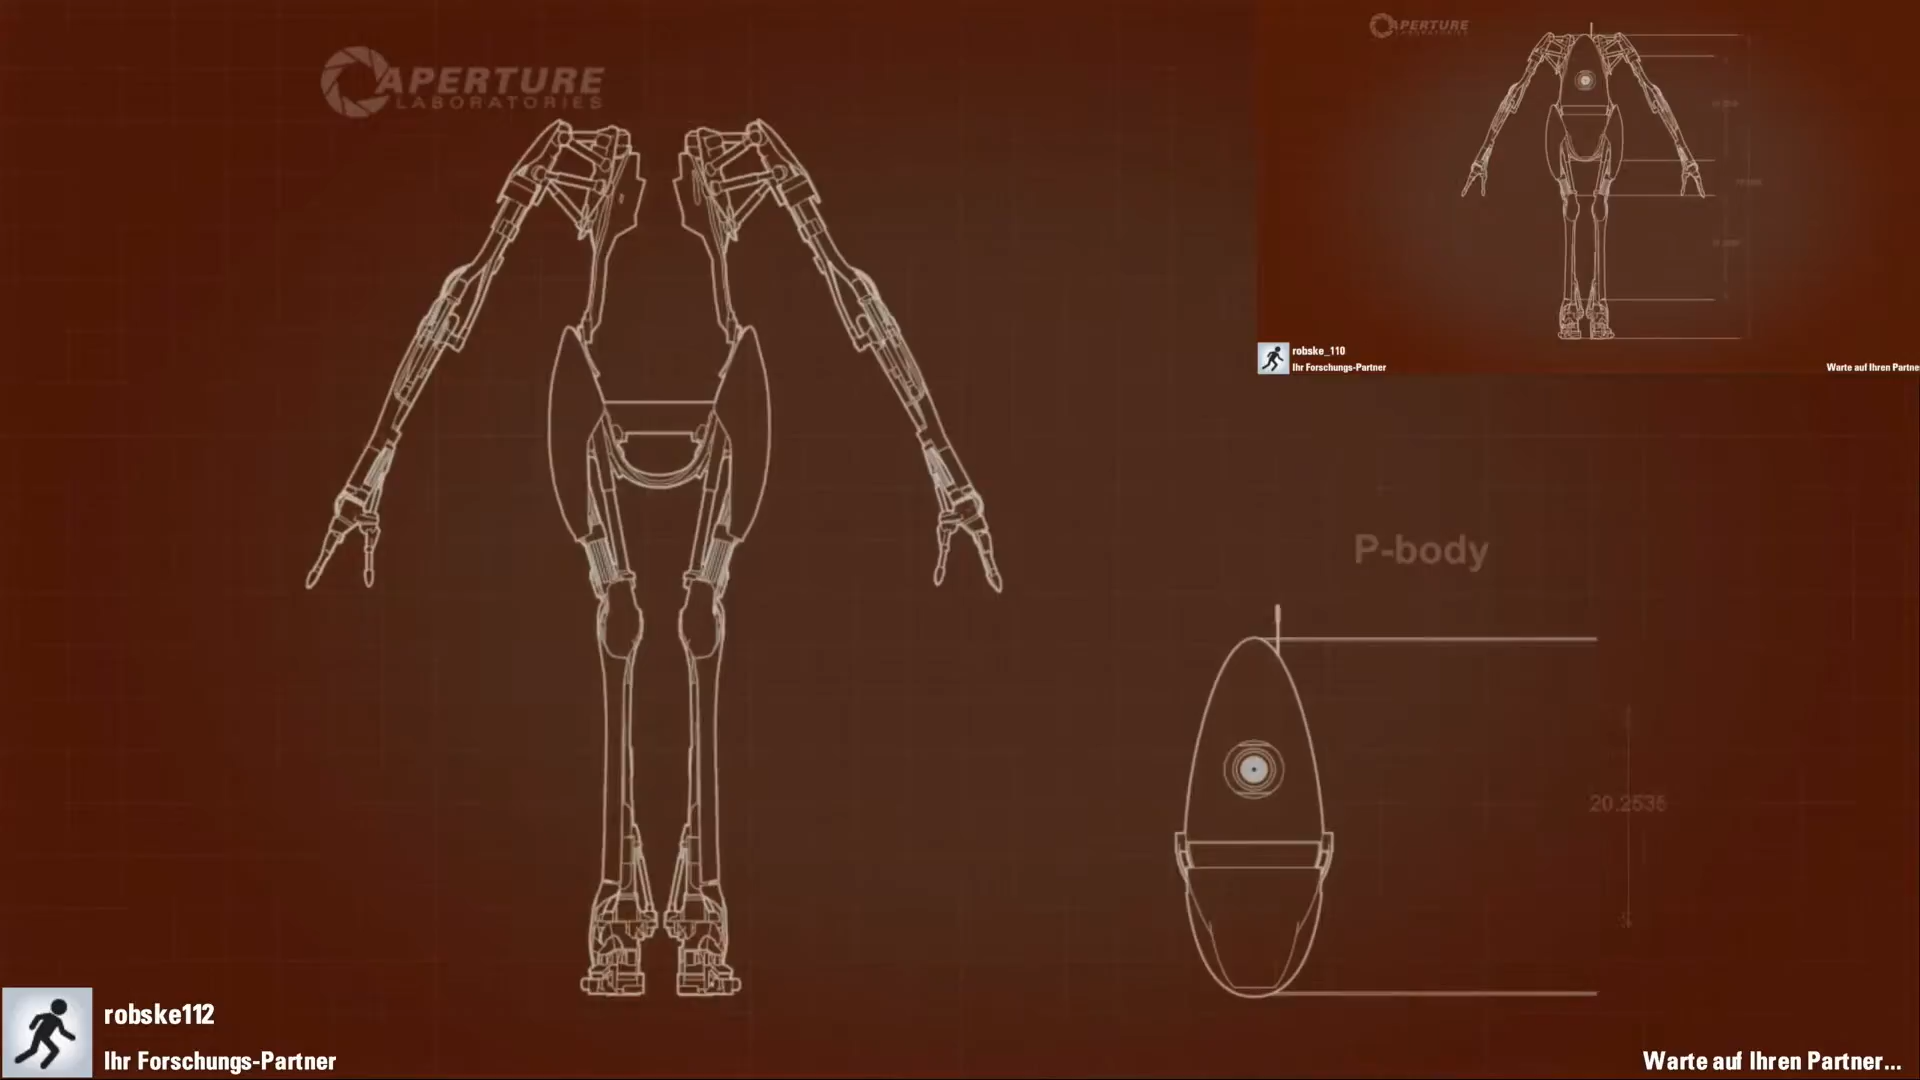 APERTURE
LABORATORIES
APERTURE
LABORATORIES
robske_110
Ihr Forschungs-Partner
Warte auf Ihren Partne
P-body
20.2535
robske112
Ihr Forschungs-Partner
Warte auf Ihren Partner...